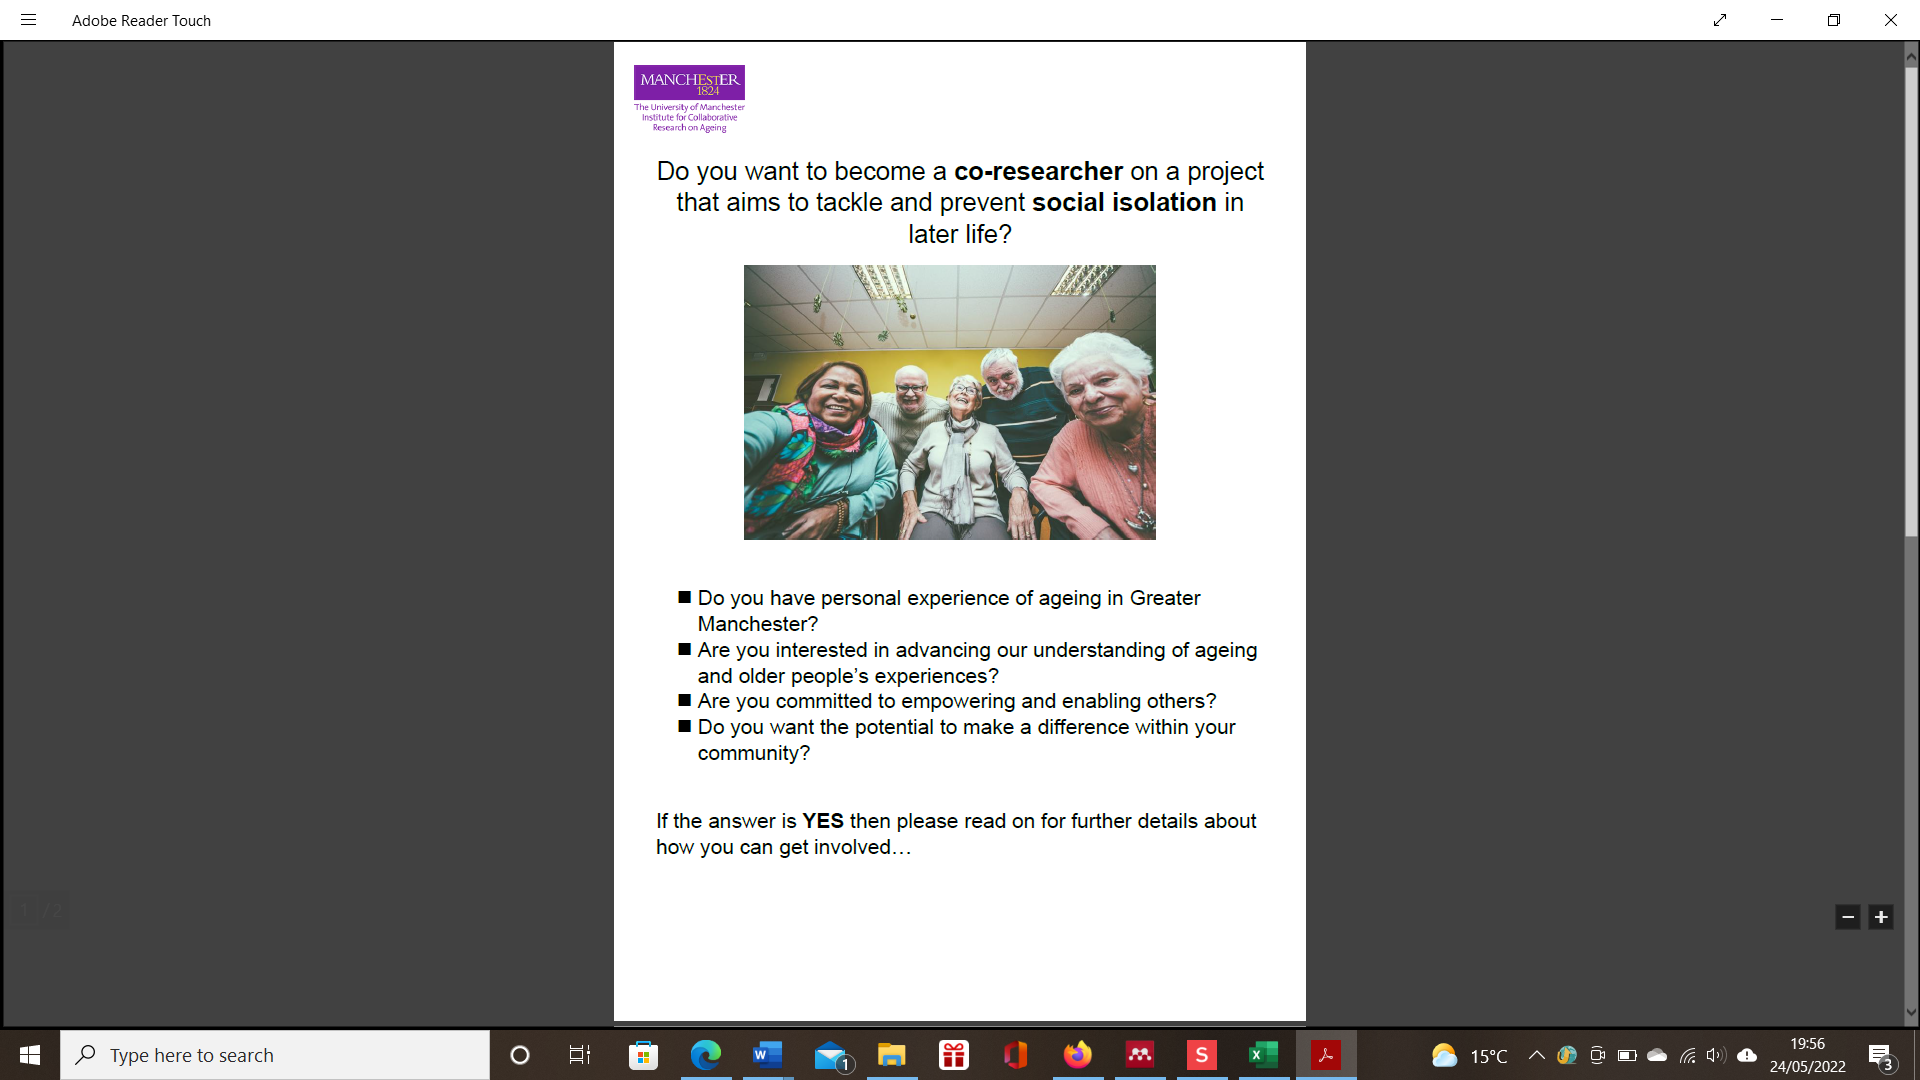 Adobe Reader Touch
MANCHESTER
1824
The University of Manchester
Institute for Collaborative
Research on Ageing
Do you want to become a co-researcher on a project
that aims to tackle and prevent social isolation in
later life?
■ Do you have personal experience of ageing in Greater
Manchester?
■ Are you interested in advancing our understanding of ageing
and older people’s experiences?
■ Are you committed to empowering and enabling others?
■ Do you want the potential to make a difference within your
community?
If the answer is YES then please read on for further details about
how you can get involved…
1 / 2
Type here to search
W
1
S
X
15°C
19:56
24/05/2022
3